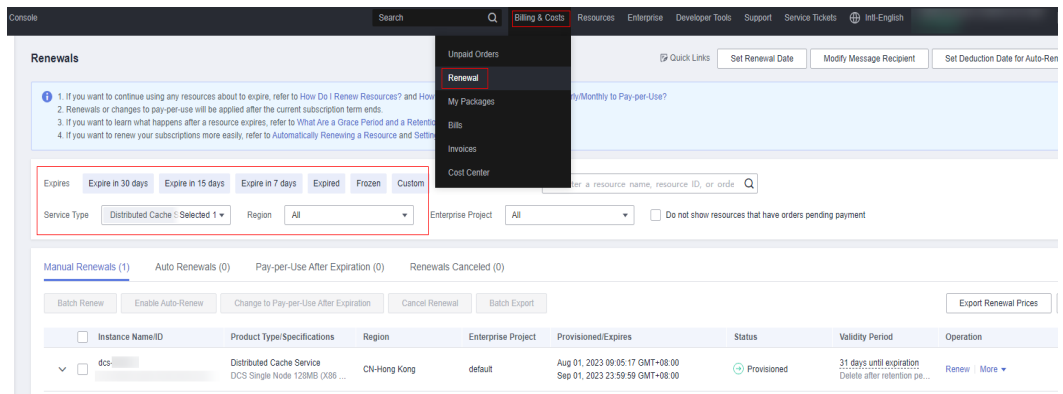 Console
Search
Billing & Costs
Resources
Enterprise
Developer Tools
Support
Service Tickets
Intl-English
Unpaid Orders
Renewal
My Packages
Bills
Invoices
Cost Center
Renewals
Quick Links
Set Renewal Date
Modify Message Recipient
Set Deduction Date for Auto-Ren
1. If you want to continue using any resources about to expire, refer to How Do I Renew Resources? and How rly/Monthly to Pay-per-Use?
2. Renewals or changes to pay-per-use will be applied after the current subscription term ends.
3. If you want to learn what happens after a resource expires, refer to What Are a Grace Period and a Retentio
4. If you want to renew your subscriptions more easily, refer to Automatically Renewing a Resource and Settin
Expires
Expire in 30 days
Expire in 15 days
Expire in 7 days
Expired
Frozen
Custom
ter a resource name, resource ID, or orde
Service Type
Distributed Cache S Selected 1
Region
All
Enterprise Project
All
Do not show resources that have orders pending payment
Manual Renewals (1)
Auto Renewals (0)
Pay-per-Use After Expiration (0)
Renewals Canceled (0)
Batch Renew
Enable Auto-Renew
Change to Pay-per-Use After Expiration
Cancel Renewal
Batch Export
Export Renewal Prices
Instance Name/ID
Product Type/Specifications
Region
Enterprise Project
Provisioned/Expires
Status
Validity Period
Operation
dcs-
Distributed Cache Service
DCS Single Node 128MB (X86 ...
CN-Hong Kong
default
Aug 01, 2023 09:05:17 GMT+08:00
Sep 01, 2023 23:59:59 GMT+08:00
Provisioned
31 days until expiration
Delete after retention pe...
Renew
More